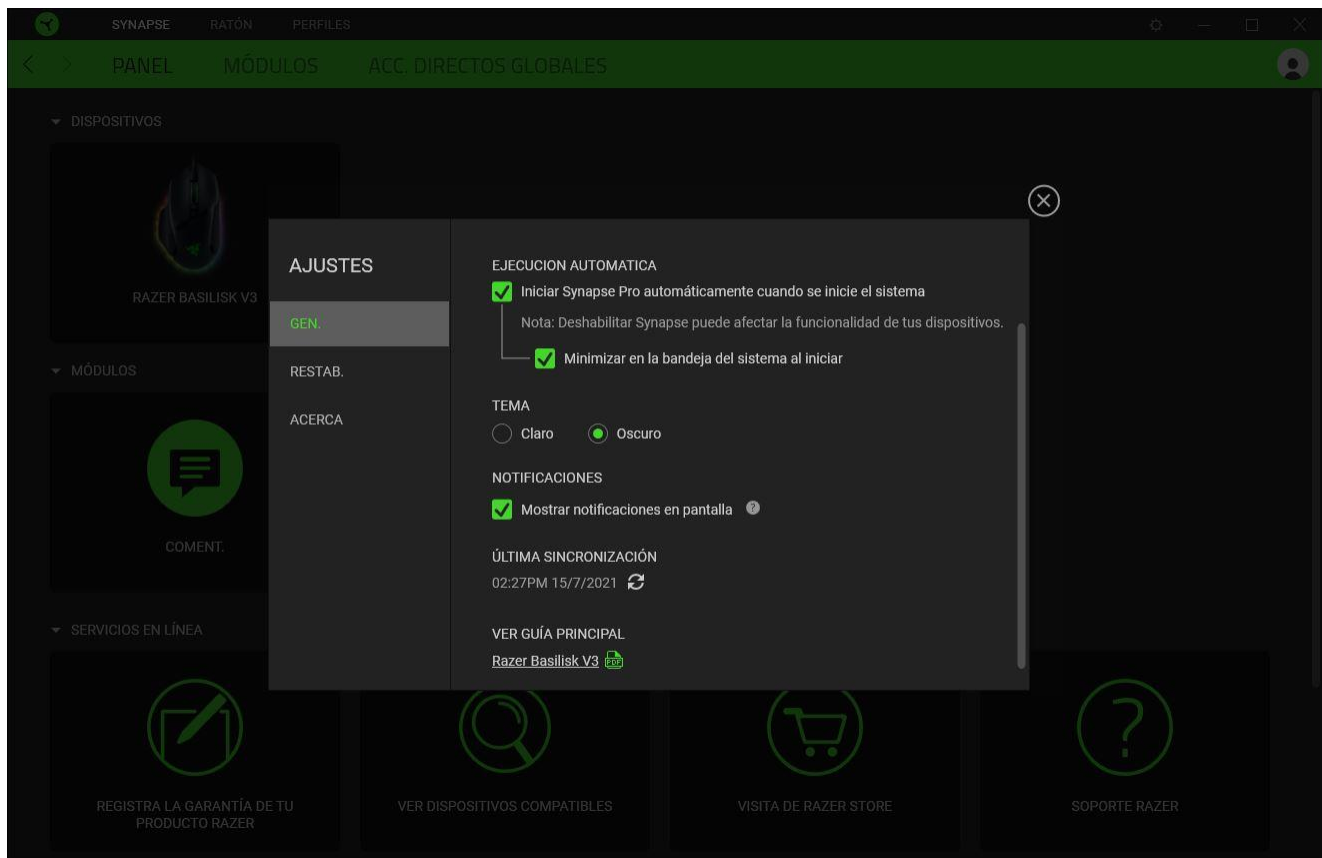 SYNAPSE RATÓN PERFILES
PANEL MÓDULOS ACC. DIRECTOS GLOBALES
DISPOSITIVOS
RAZER BASILISK V3
MÓDULOS
COMENT.
SERVICIOS EN LÍNEA
REGISTRA LA GARANTÍA DE TU
PRODUCTO RAZER
VER DISPOSITIVOS COMPATIBLES
VISITA DE RAZER STORE
SOPORTE RAZER
AJUSTES
GEN.
RESTAB.
ACERCA
EJECUCION AUTOMATICA
Iniciar Synapse Pro automáticamente cuando se inicie el sistema
Nota: Deshabilitar Synapse puede afectar la funcionalidad de tus dispositivos.
Minimizar en la bandeja del sistema al iniciar
TEMA
Claro Oscuro
NOTIFICACIONES
Mostrar notificaciones en pantalla ?
ÚLTIMA SINCRONIZACIÓN
02:27PM 15/7/2021
VER GUÍA PRINCIPAL
Razer Basilisk V3 PDF